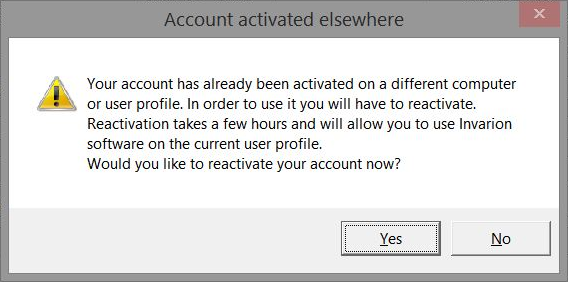 Account activated elsewhere
Your account has already been activated on a different computer
or user profile. In order to use it you will have to reactivate.
Reactivation takes a few hours and will allow you to use Invarion
software on the current user profile.
Would you like to reactivate your account now?
Yes
No